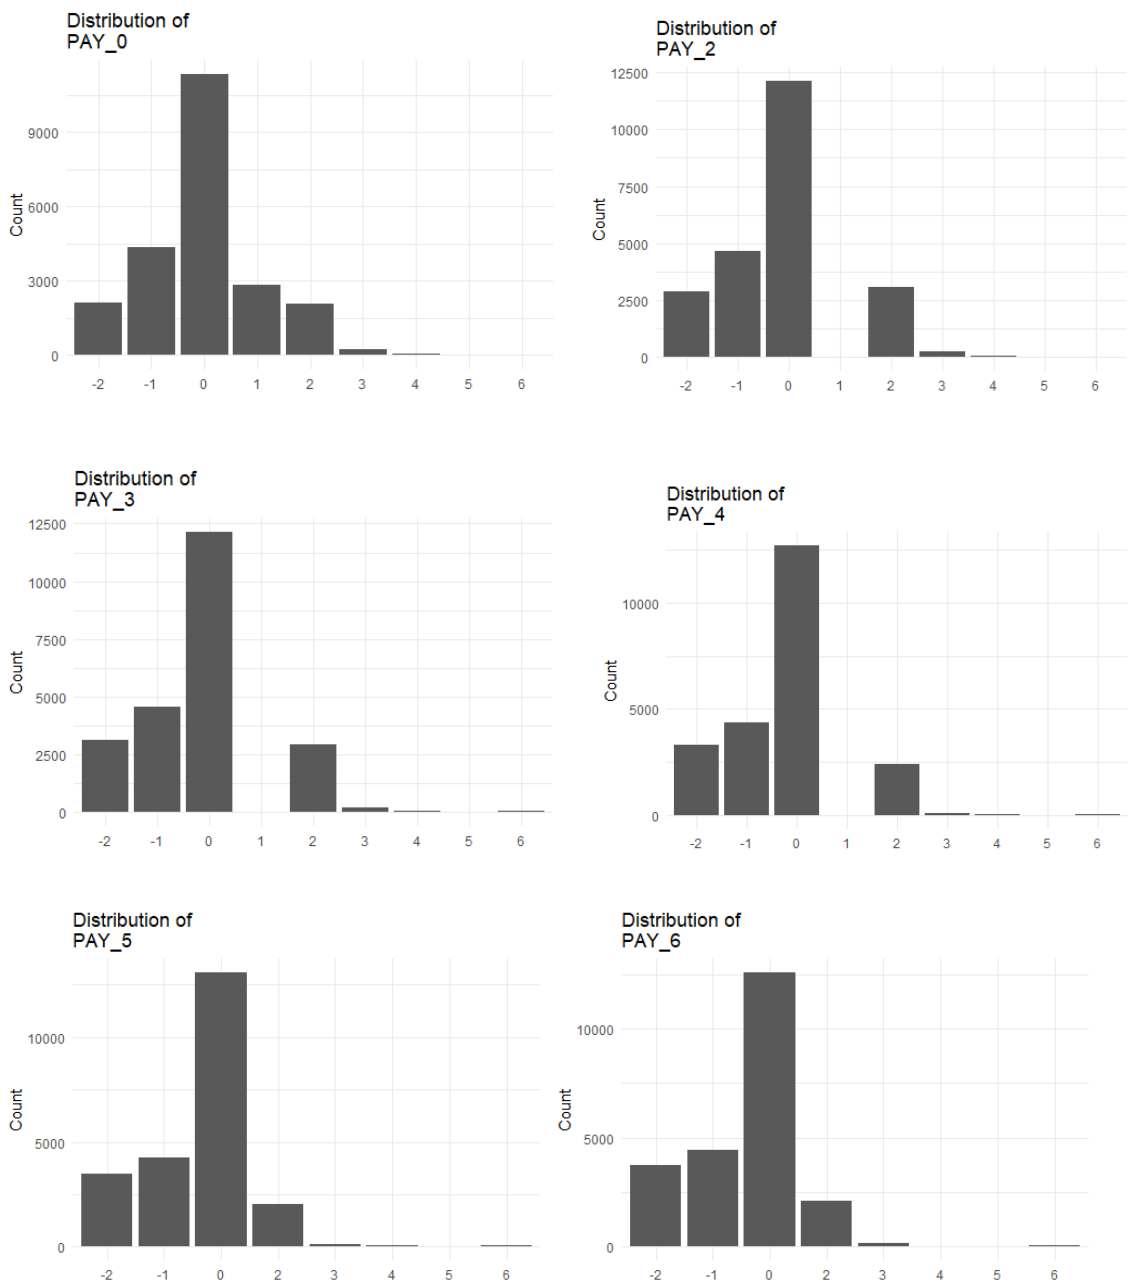 Distribution of
PAY_0
Count
9000
6000
3000
0
-2 -1 0 1 2 3 4 5 6
Distribution of
PAY_2
Count
12500
10000
7500
5000
2500
0
-2 -1 0 1 2 3 4 5 6
Distribution of
PAY_3
Count
12500
10000
7500
5000
2500
0
-2 -1 0 1 2 3 4 5 6
Distribution of
PAY_4
Count
10000
5000
0
-2 -1 0 1 2 3 4 5 6
Distribution of
PAY_5
Count
10000
5000
0
-2 -1 0 2 3 4 5 6
Distribution of
PAY_6
Count
10000
5000
0
-2 -1 0 2 3 4 5 6